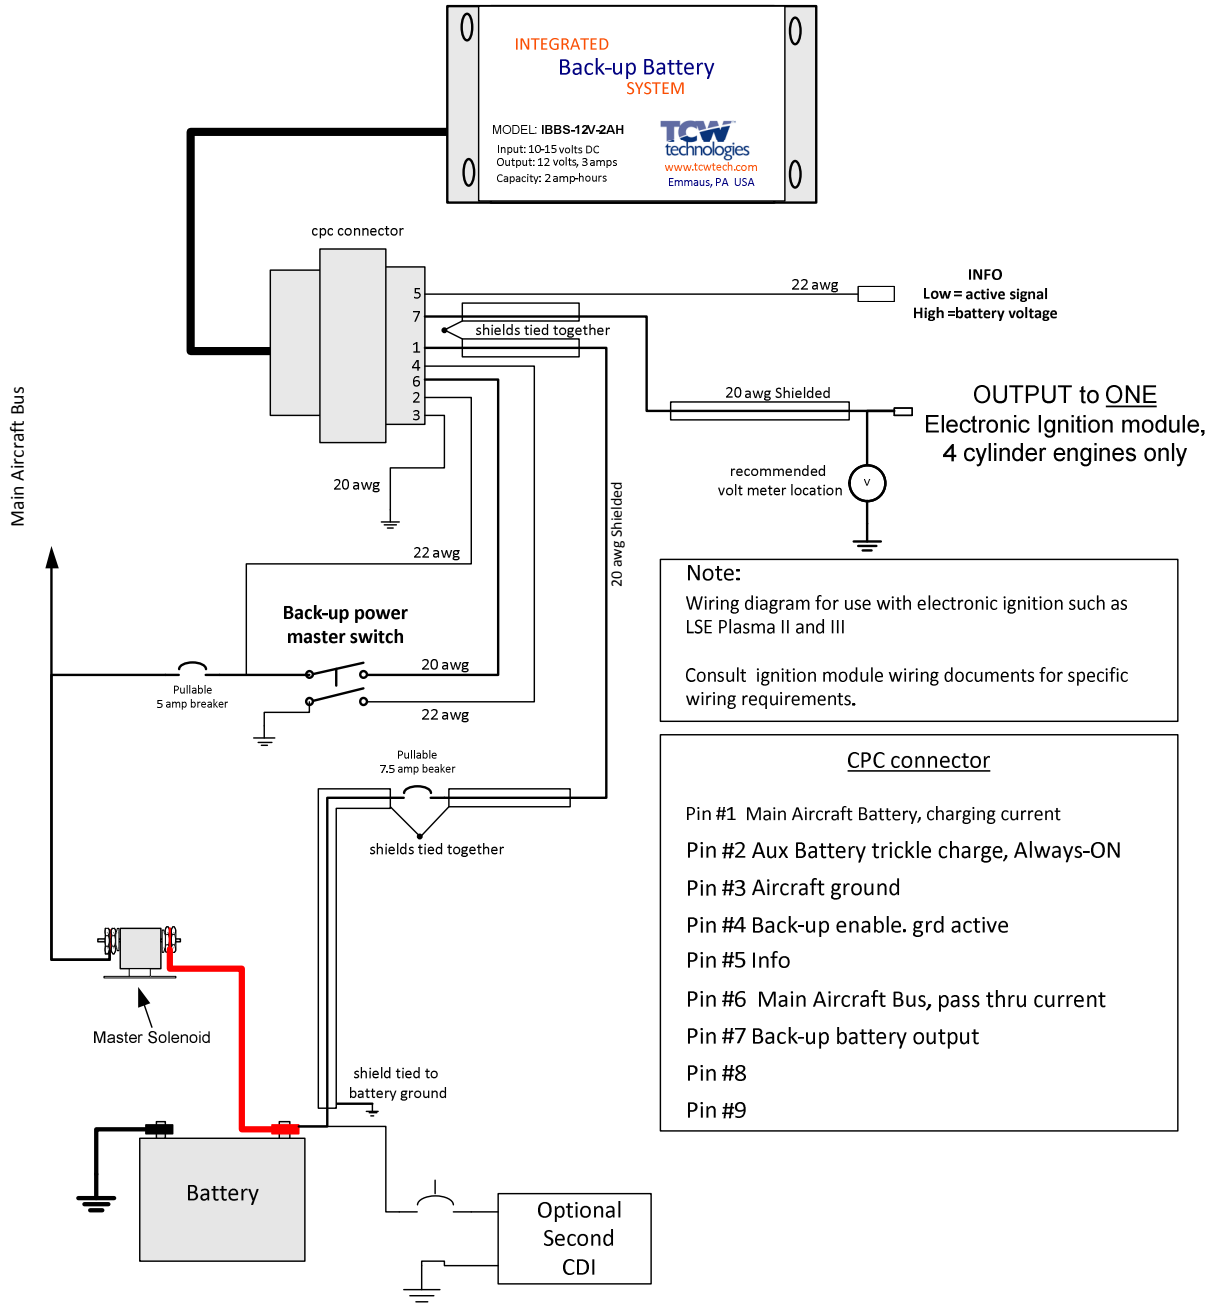 INTEGRATED
Back-up Battery
SYSTEM
MODEL: IBBS-12V-2AH
Input: 10-15 volts DC
Output: 12 volts, 3 amps
Capacity: 2 amp-hours
TCW
technologies
www.tcwtech.com
Emmaus, PA USA
cpc connector
5
7
1
4
6
2
3
22 awg
INFO
Low = active signal
High =battery voltage
shields tied together
Main Aircraft Bus
20 awg Shielded
OUTPUT to ONE
Electronic Ignition module,
4 cylinder engines only
recommended
volt meter location
V
20 awg
20 awg Shielded
22 awg
Back-up power
master switch
20 awg
22 awg
Pullable
5 amp breaker
Note:
Wiring diagram for use with electronic ignition such as
LSE Plasma II and III
Consult ignition module wiring documents for specific
wiring requirements.
Pullable
7.5 amp beaker
shields tied together
CPC connector
Pin #1 Main Aircraft Battery, charging current
Pin #2 Aux Battery trickle charge, Always-ON
Pin #3 Aircraft ground
Pin #4 Back-up enable. grd active
Pin #5 Info
Pin #6 Main Aircraft Bus, pass thru current
Pin #7 Back-up battery output
Pin #8
Pin #9
Master Solenoid
shield tied to
battery ground
Battery
Optional
Second
CDI